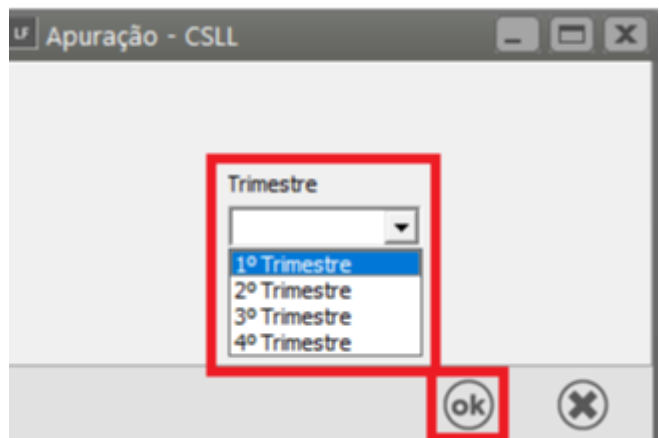 LF Apuração - CSLL
Trimestre
1º Trimestre
2º Trimestre
3º Trimestre
4º Trimestre
ok